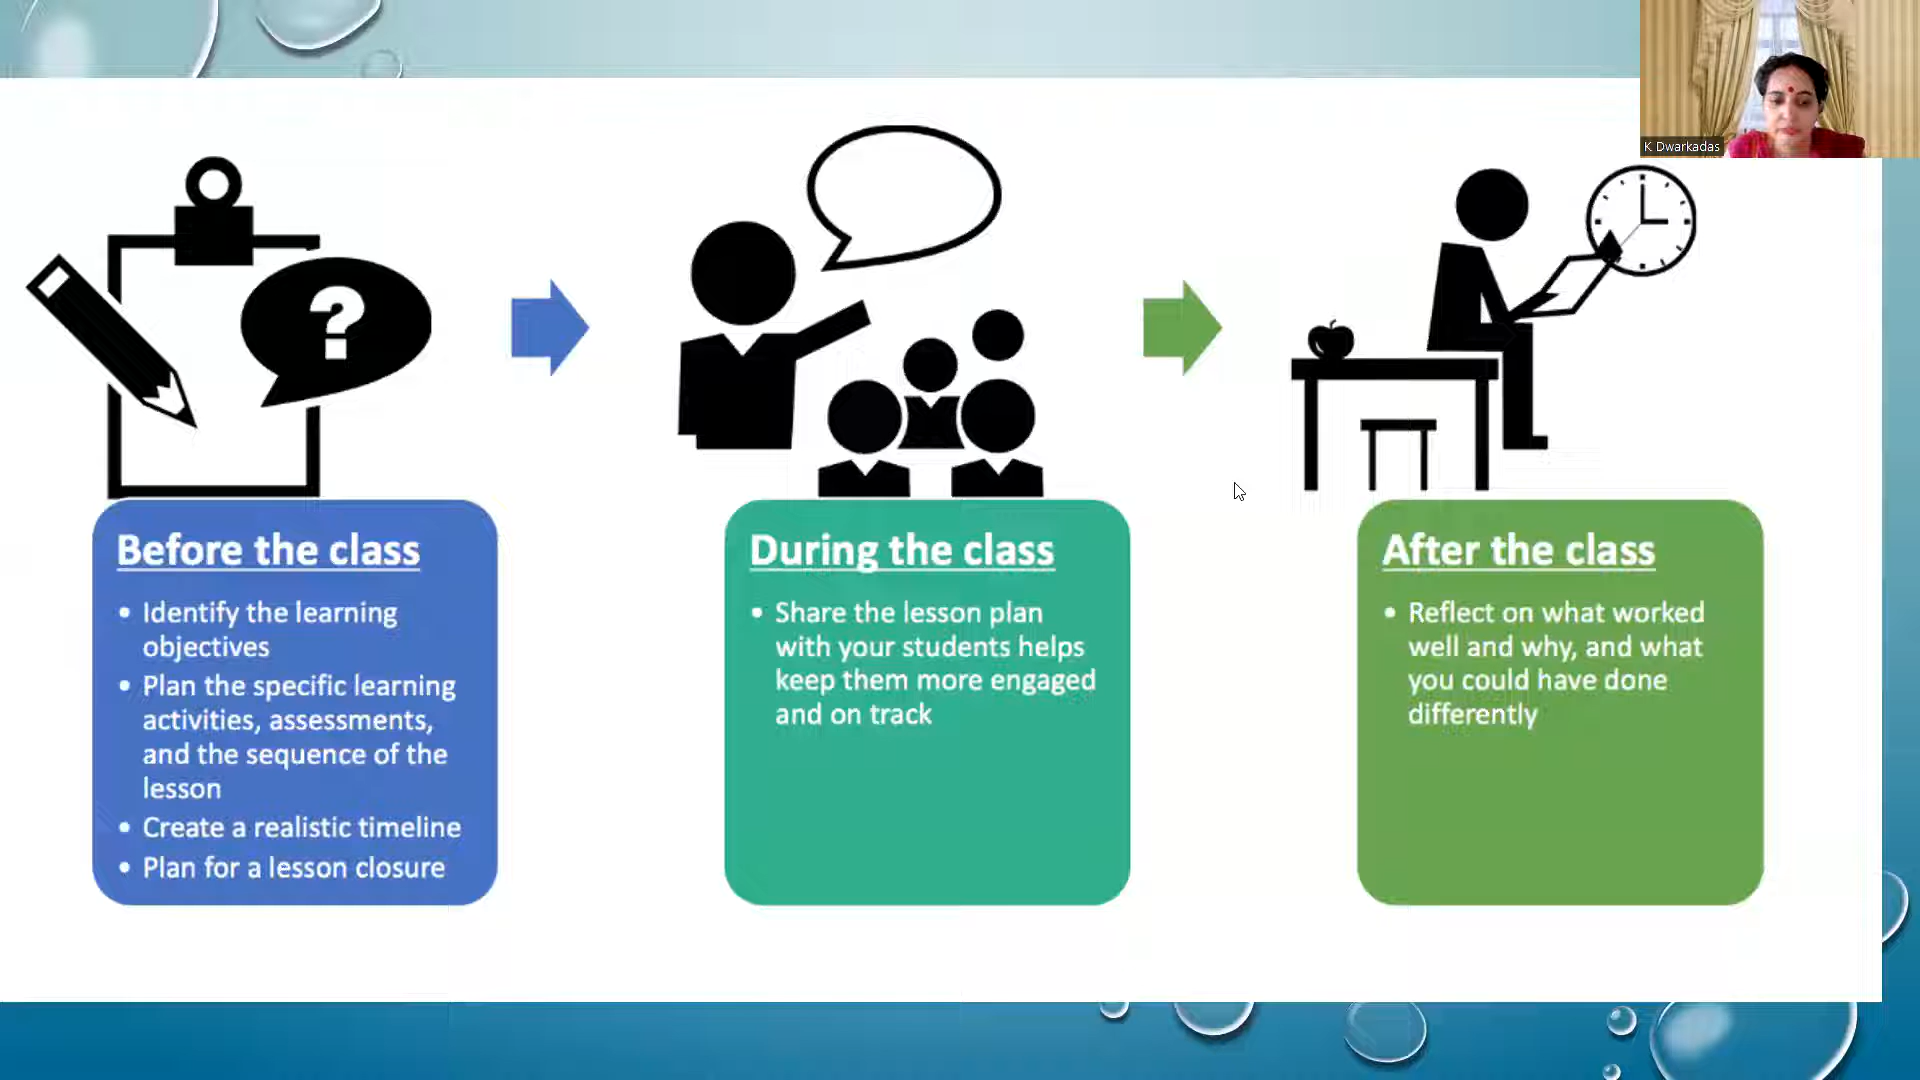 K Dwarkadas
?
Before the class
• Identify the learning
objectives
• Plan the specific learning
activities, assessments,
and the sequence of the
lesson
• Create a realistic timeline
• Plan for a lesson closure
During the class
• Share the lesson plan
with your students helps
keep them more engaged
and on track
After the class
• Reflect on what worked
well and why, and what
you could have done
differently